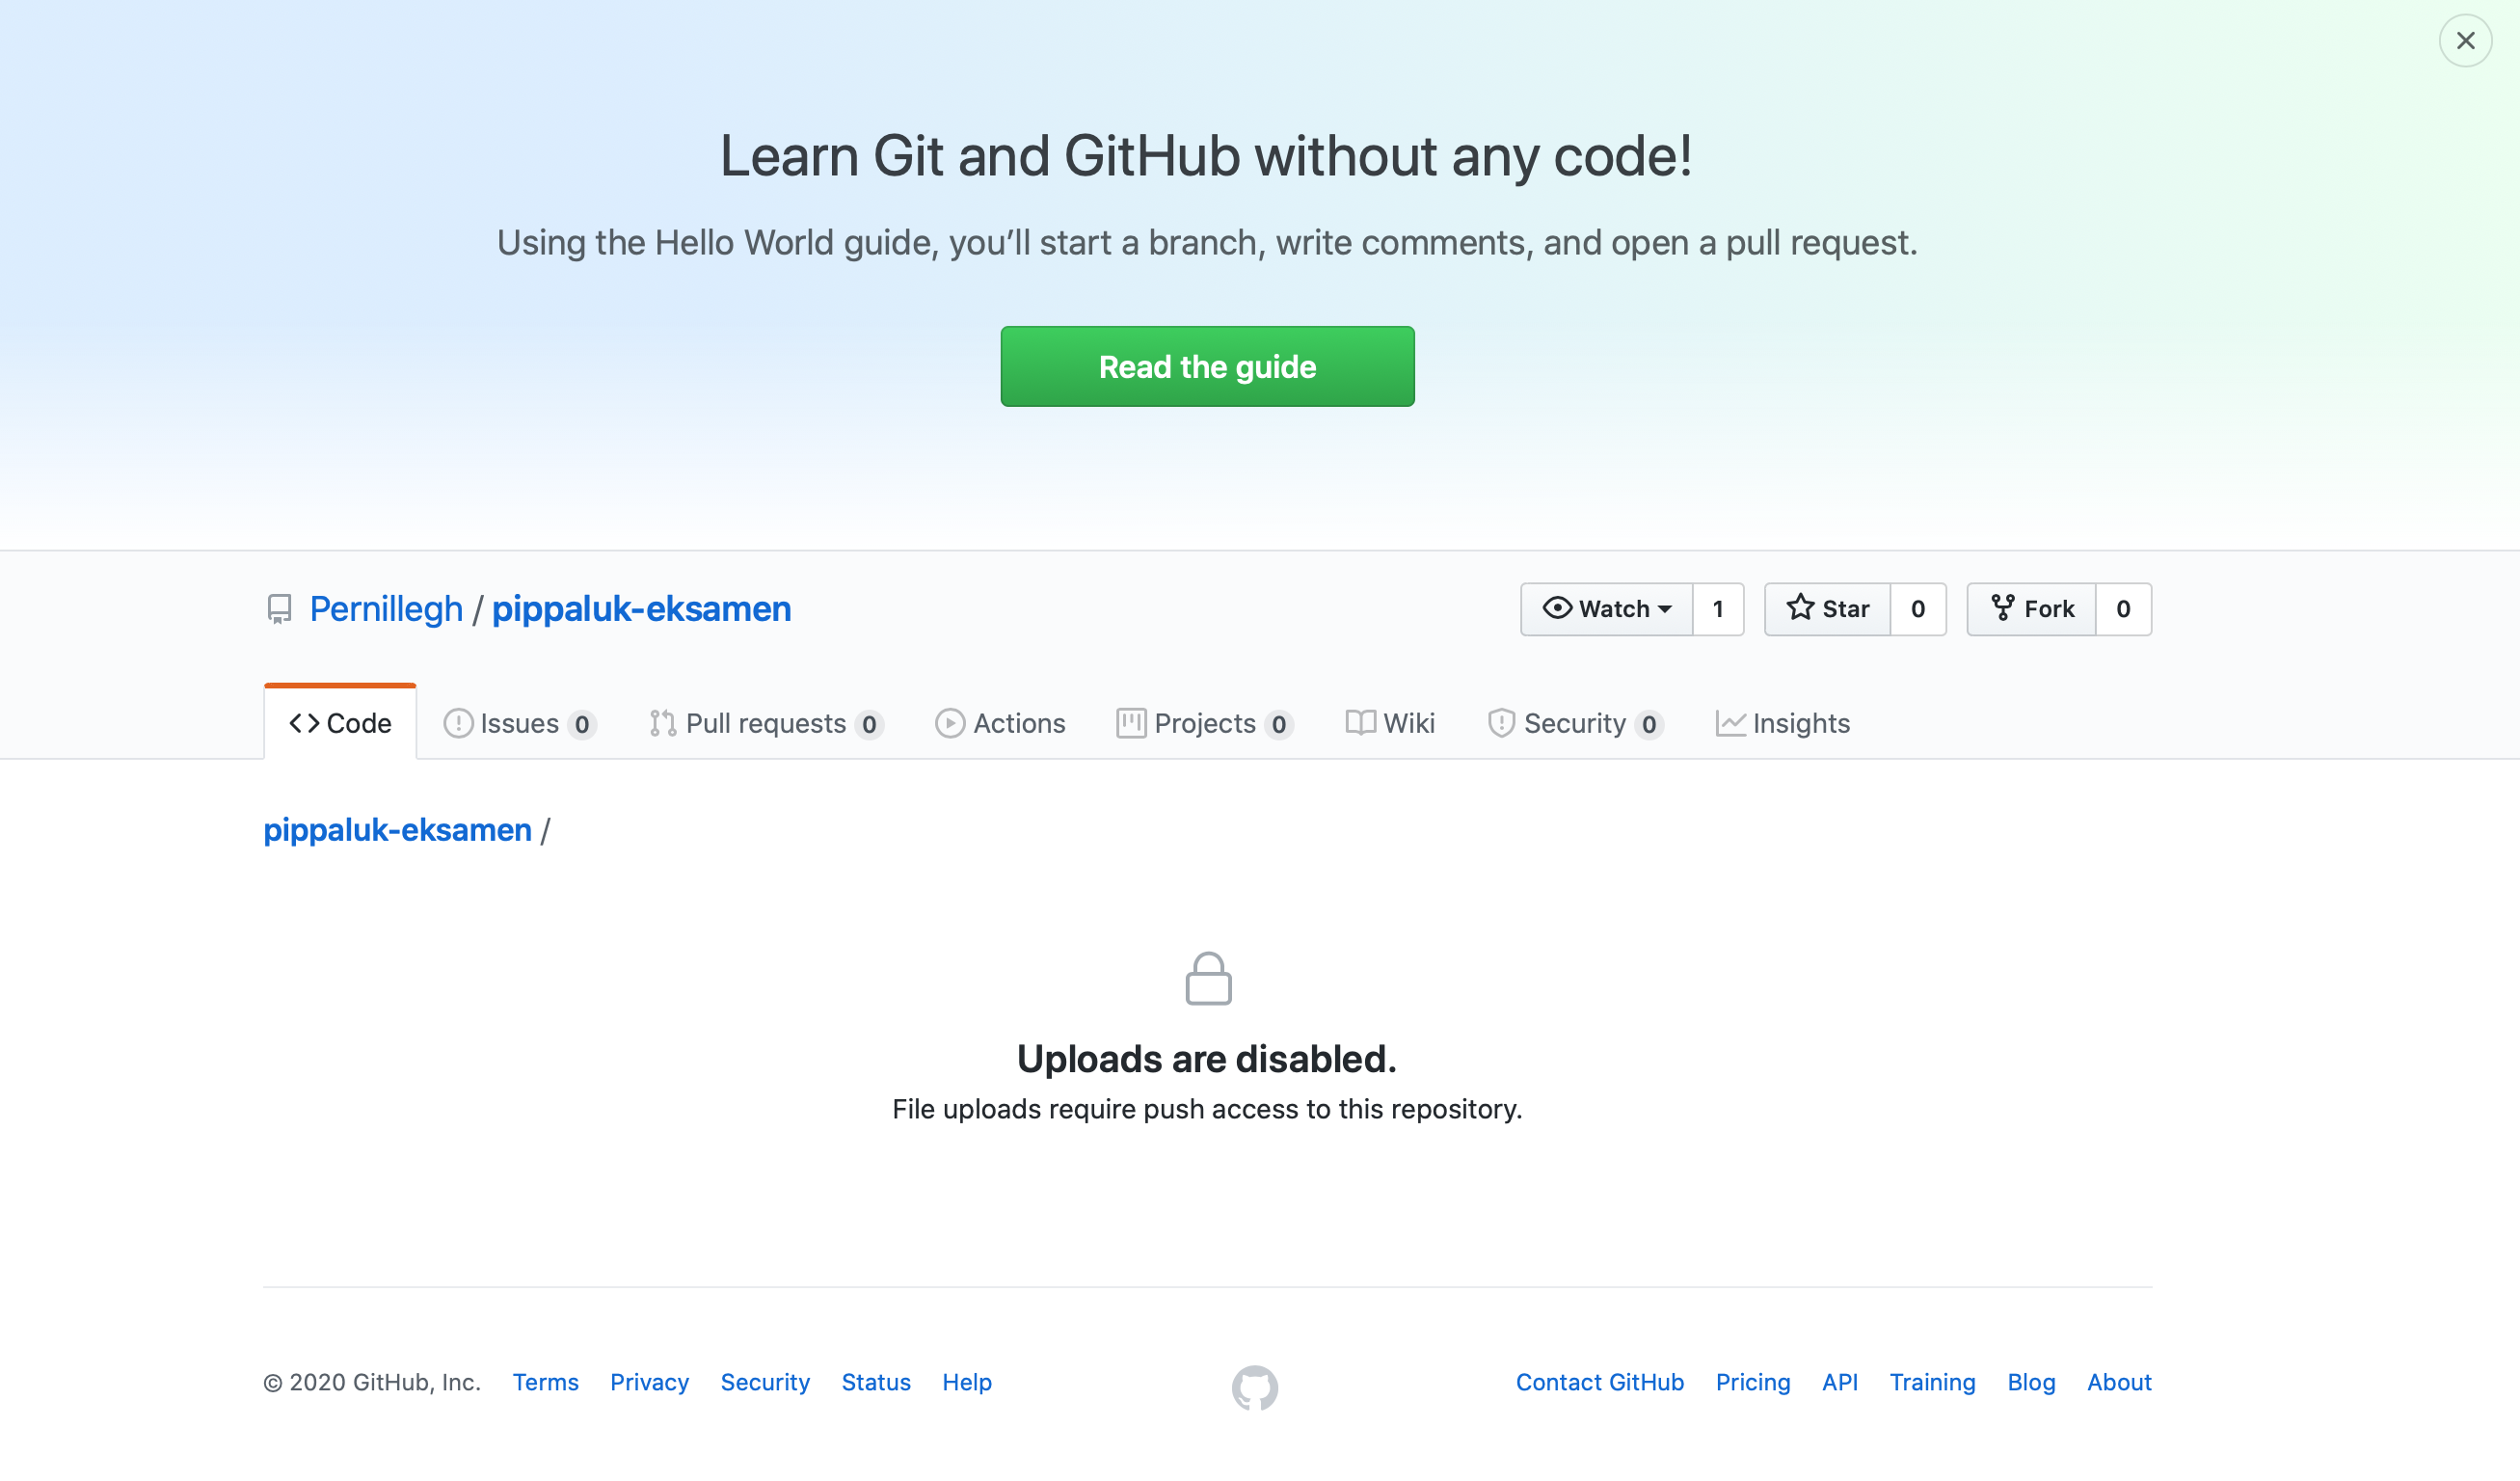 Learn Git and GitHub without any code!
Using the Hello World guide, you’ll start a branch, write comments, and open a pull request.
Read the guide
Pernillegh / pippaluk-eksamen
Watch 1 Star 0 Fork 0
Code Issues 0 Pull requests 0 Actions Projects 0 Wiki Security 0 Insights
pippaluk-eksamen /
Uploads are disabled.
File uploads require push access to this repository.
© 2020 GitHub, Inc. Terms Privacy Security Status Help Contact GitHub Pricing API Training Blog About